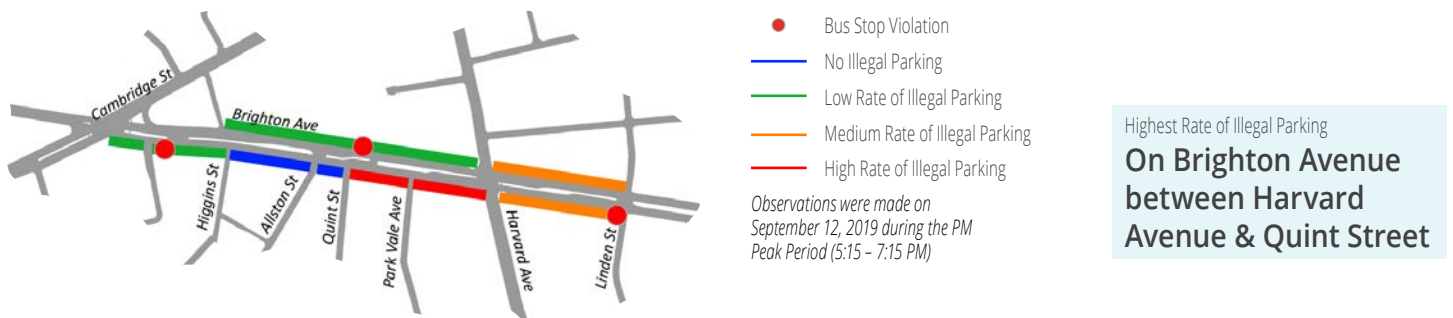 Cambridge St
Brighton Ave
Higgins St
Allston St
Quint St
Park Vale Ave
Harvard Ave
Linden St
Bus Stop Violation
No Illegal Parking
Low Rate of Illegal Parking
Medium Rate of Illegal Parking
High Rate of Illegal Parking
Observations were made on
September 12, 2019 during the PM
Peak Period (5:15 – 7:15 PM)
Highest Rate of Illegal Parking
On Brighton Avenue
between Harvard
Avenue & Quint Street